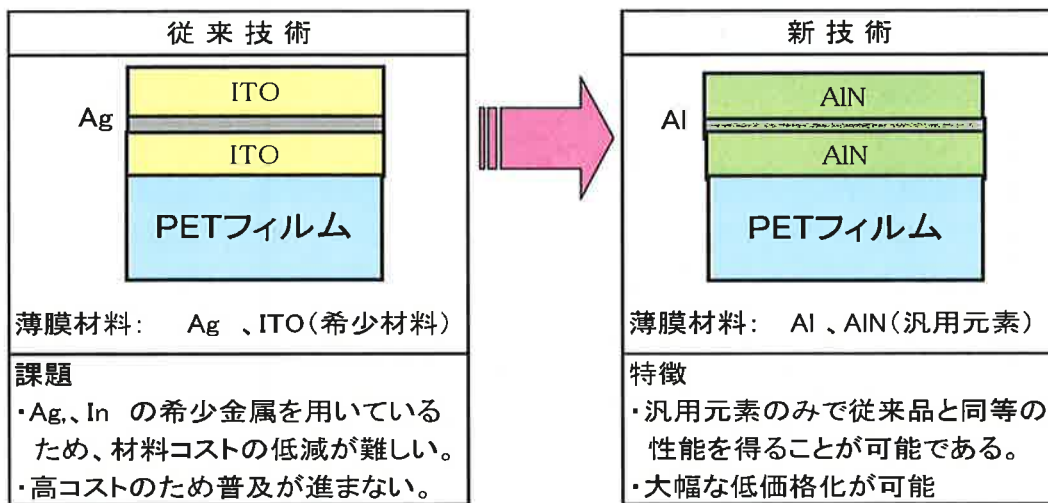 従来技術
ITO
Ag
ITO
PETフィルム
薄膜材料： Ag 、ITO（希少材料）
課題
・Ag,、In の希少金属を用いている
ため、材料コストの低減が難しい。
・高コストのため普及が進まない。
新技術
AlN
Al
AlN
PETフィルム
薄膜材料： Al 、AlN（汎用元素）
特徴
・汎用元素のみで従来品と同等の
性能を得ることが可能である。
・大幅な低価格化が可能